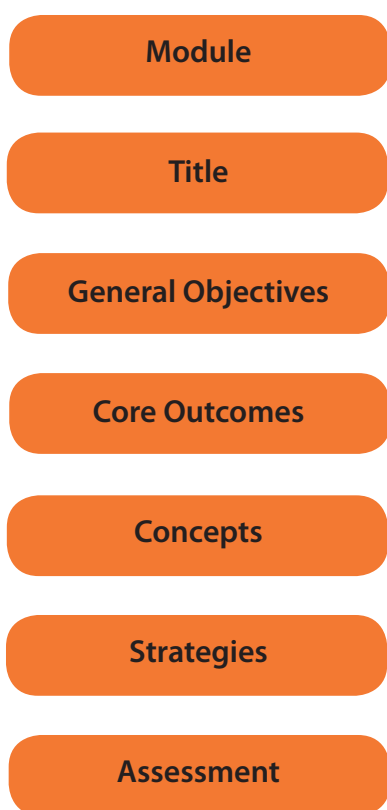 Module
Title
General Objectives
Core Outcomes
Concepts
Strategies
Assessment